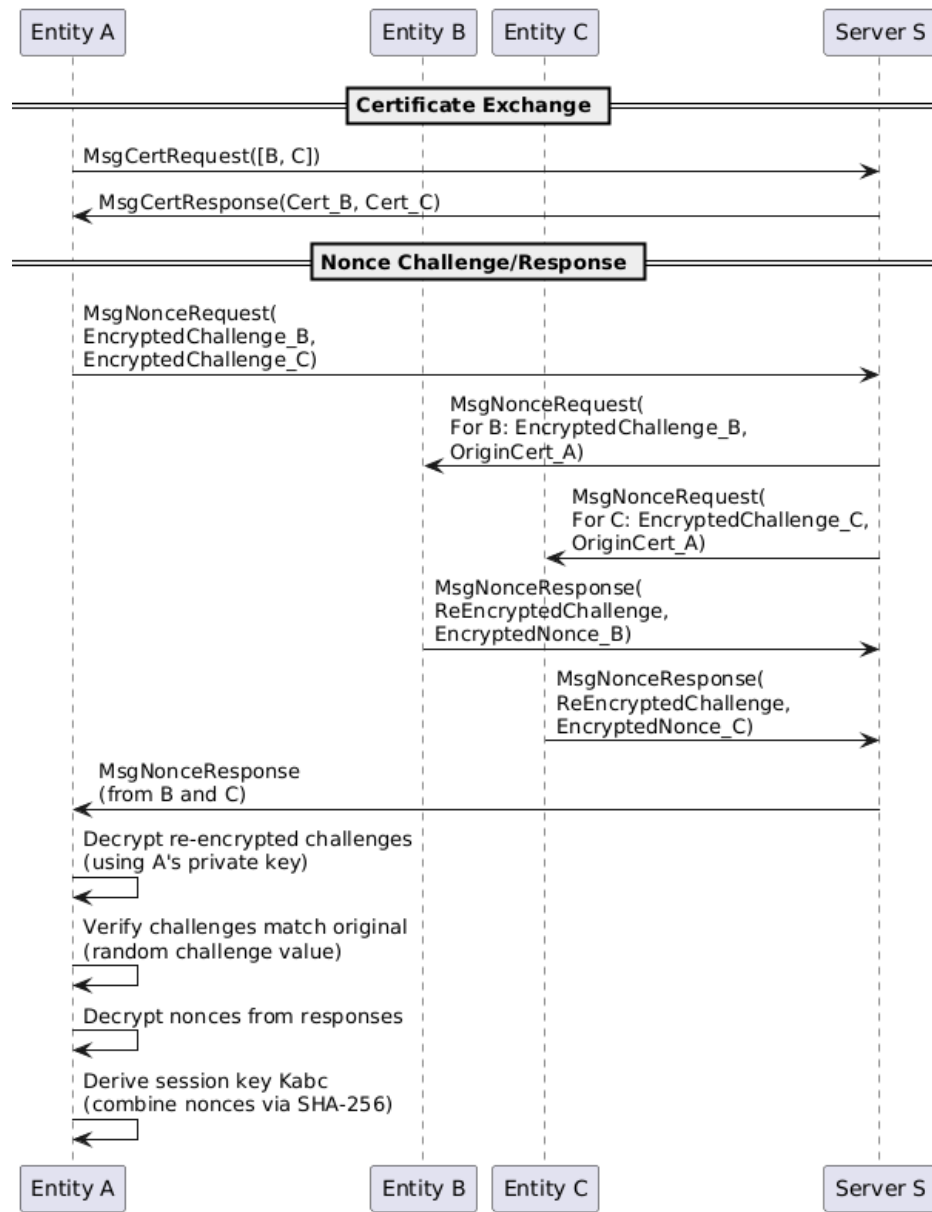 Entity A
Entity B
Entity C
Server S
Certificate Exchange
MsgCertRequest([B, C])
MsgCertResponse(Cert_B, Cert_C)
Nonce Challenge/Response
MsgNonceRequest(
EncryptedChallenge_B,
EncryptedChallenge_C)
MsgNonceRequest(
For B: EncryptedChallenge_B,
OriginCert_A)
MsgNonceRequest(
For C: EncryptedChallenge_C,
OriginCert_A)
MsgNonceResponse(
ReEncryptedChallenge,
EncryptedNonce_B)
MsgNonceResponse(
ReEncryptedChallenge,
EncryptedNonce_C)
MsgNonceResponse
(from B and C)
Decrypt re-encrypted challenges
(using A's private key)
Verify challenges match original
(random challenge value)
Decrypt nonces from responses
Derive session key Kabc
(combine nonces via SHA-256)
Entity A
Entity B
Entity C
Server S